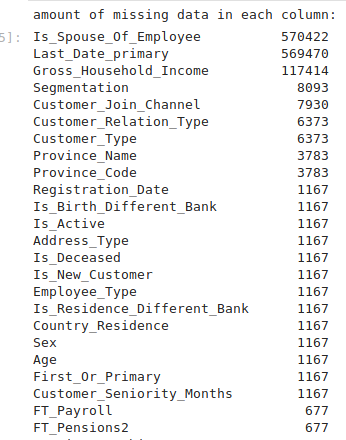 amount of missing data in each column:
5]: Is_Spouse_Of_Employee 570422
Last_Date_primary 569470
Gross_Household_Income 117414
Segmentation 8093
Customer_Join_Channel 7930
Customer_Relation_Type 6373
Customer_Type 6373
Province_Name 3783
Province_Code 3783
Registration_Date 1167
Is_Birth_Different_Bank 1167
Is_Active 1167
Address_Type 1167
Is_Deceased 1167
Is_New_Customer 1167
Employee_Type 1167
Is_Residence_Different_Bank 1167
Country_Residence 1167
Sex 1167
Age 1167
First_Or_Primary 1167
Customer_Seniority_Months 1167
FT_Payroll 677
FT_Pensions2 677